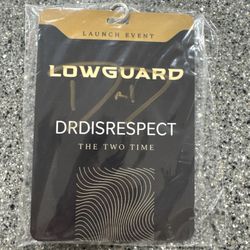 LAUNCH EVENT
LOWGUARD
DRDISRESPECT
THE TWO TIME